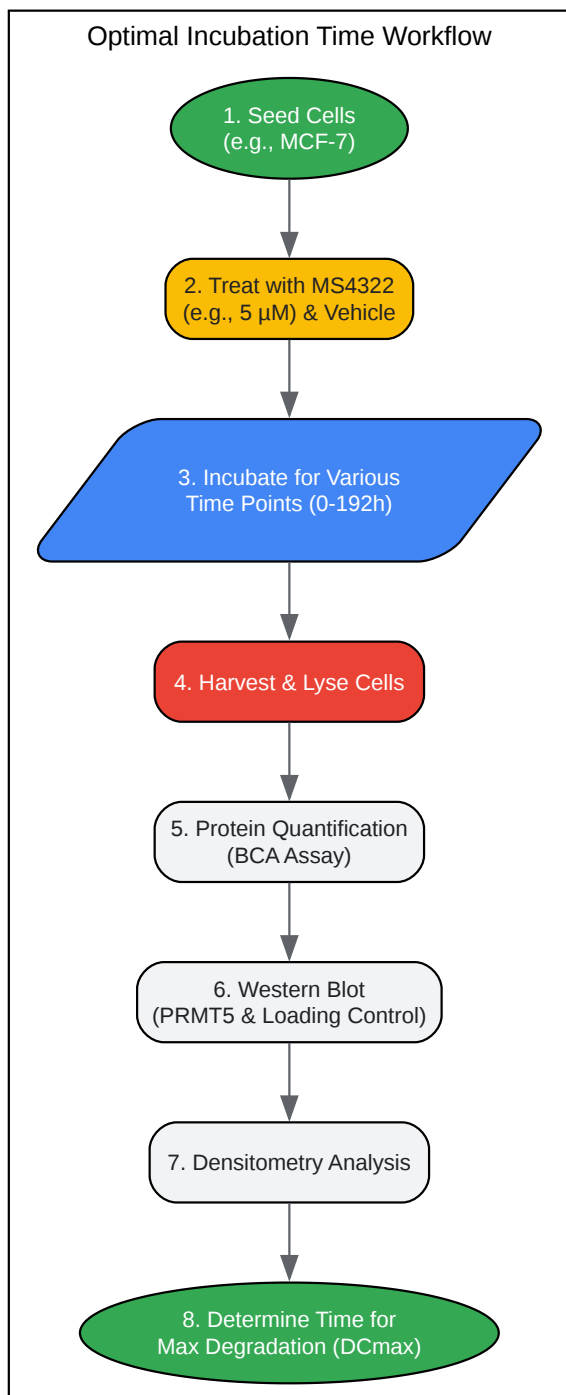 Optimal Incubation Time Workflow
1. Seed Cells
(e.g., MCF-7)
2. Treat with MS4322
(e.g., 5 µM) & Vehicle
3. Incubate for Various
Time Points (0-192h)
4. Harvest & Lyse Cells
5. Protein Quantification
(BCA Assay)
6. Western Blot
(PRMT5 & Loading Control)
7. Densitometry Analysis
8. Determine Time for
Max Degradation (DCmax)